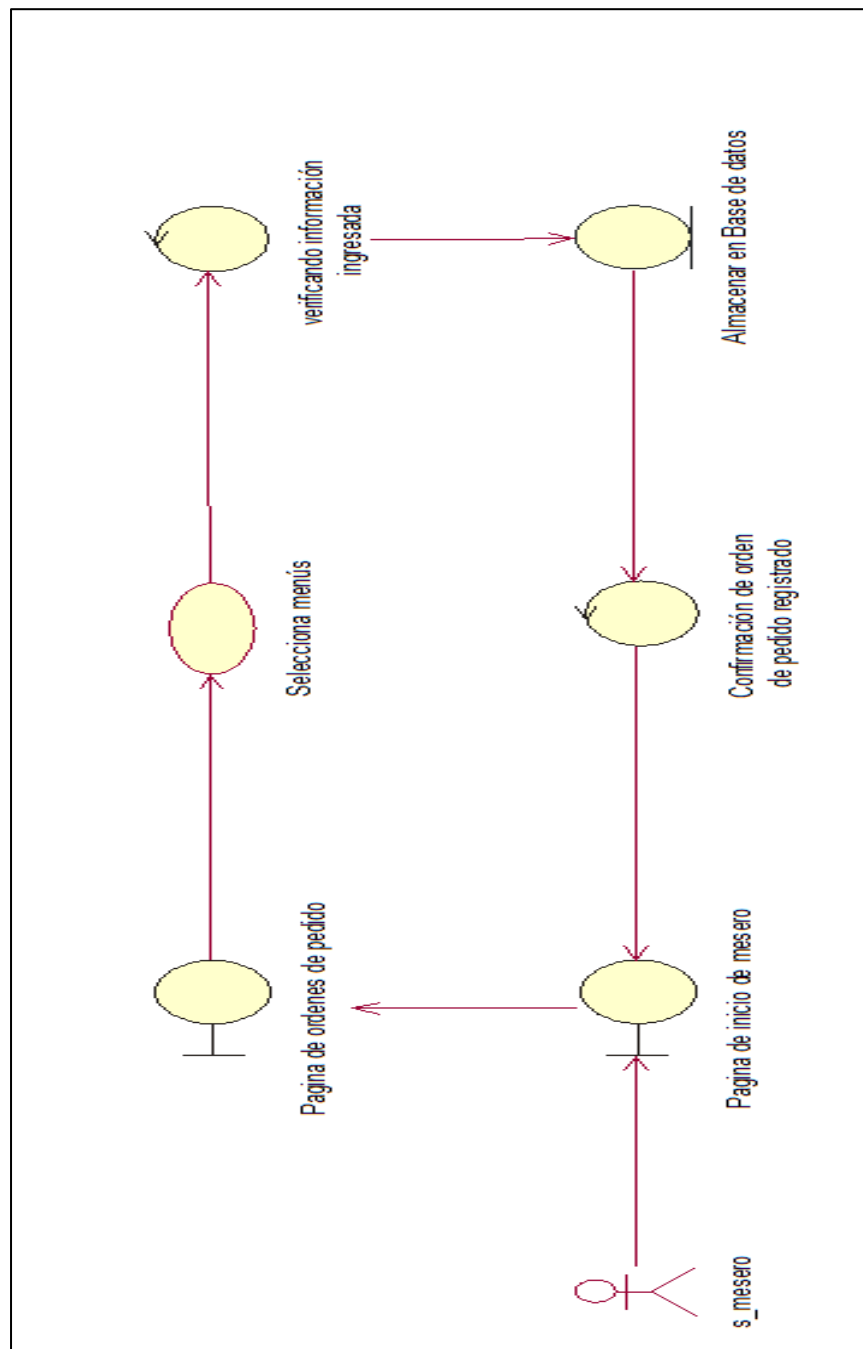 s_mesero
Pagina de inicio de mesero
Pagina de ordenes de pedido
Selecciona menús
verificando información
ingresada
Almacenar en Base de datos
Confirmación de orden
de pedido registrado